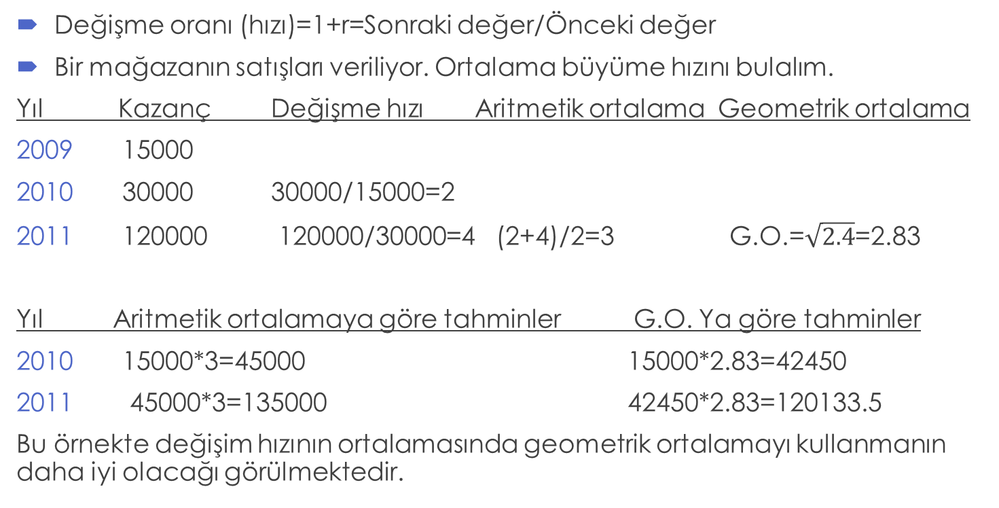 Değişme oranı (hızı)=1+r=Sonraki değer/Önceki değer
Bir mağazanın satışları veriliyor. Ortalama büyüme hızını bulalım.
Yıl Kazanç Değişme hızı Aritmetik ortalama Geometrik ortalama
2009 15000
2010 30000 30000/15000=2
2011 120000 120000/30000=4 (2+4)/2=3 G.O.=√2.4=2.83
Yıl Aritmetik ortalamaya göre tahminler G.O. Ya göre tahminler
2010 15000*3=45000 15000*2.83=42450
2011 45000*3=135000 42450*2.83=120133.5
Bu örnekte değişim hızının ortalamasında geometrik ortalamayı kullanmanın
daha iyi olacağı görülmektedir.